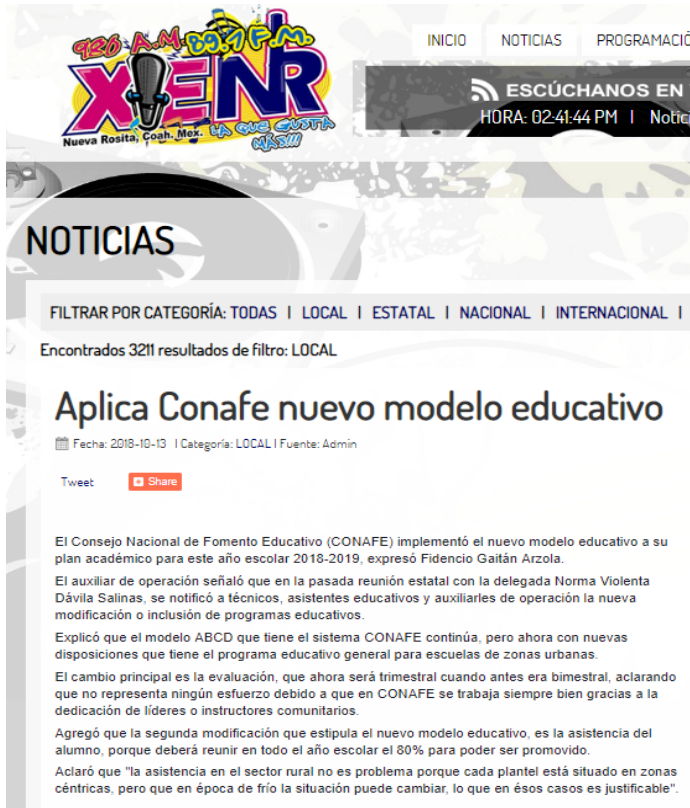 980 A.M. 89.7 F.M.
XENR
Nueva Rosita, Coah. Mex. LA QUE GUSTA
MÁS!!!
INICIO NOTICIAS PROGRAMACIÓ
ESCÚCHANOS EN
HORA: 02:41:44 PM | Notici
NOTICIAS
FILTRAR POR CATEGORÍA: TODAS | LOCAL | ESTATAL | NACIONAL | INTERNACIONAL |
Encontrados 3211 resultados de filtro: LOCAL
Aplica Conafe nuevo modelo educativo
Fecha: 2018-10-13 | Categoría: LOCAL | Fuente: Admin
Tweet Share
El Consejo Nacional de Fomento Educativo (CONAFE) implementó el nuevo modelo educativo a su
plan académico para este año escolar 2018-2019, expresó Fidencio Gaitán Arzola.
El auxiliar de operación señaló que en la pasada reunión estatal con la delegada Norma Violenta
Dávila Salinas, se notificó a técnicos, asistentes educativos y auxiliarles de operación la nueva
modificación o inclusión de programas educativos.
Explicó que el modelo ABCD que tiene el sistema CONAFE continúa, pero ahora con nuevas
disposiciones que tiene el programa educativo general para escuelas de zonas urbanas.
El cambio principal es la evaluación, que ahora será trimestral cuando antes era bimestral, aclarando
que no representa ningún esfuerzo debido a que en CONAFE se trabaja siempre bien gracias a la
dedicación de líderes o instructores comunitarios.
Agregó que la segunda modificación que estipula el nuevo modelo educativo, es la asistencia del
alumno, porque deberá reunir en todo el año escolar el 80% para poder ser promovido.
Aclaró que "la asistencia en el sector rural no es problema porque cada plantel está situado en zonas
céntricas, pero que en época de frío la situación puede cambiar, lo que en ésos casos es justificable".